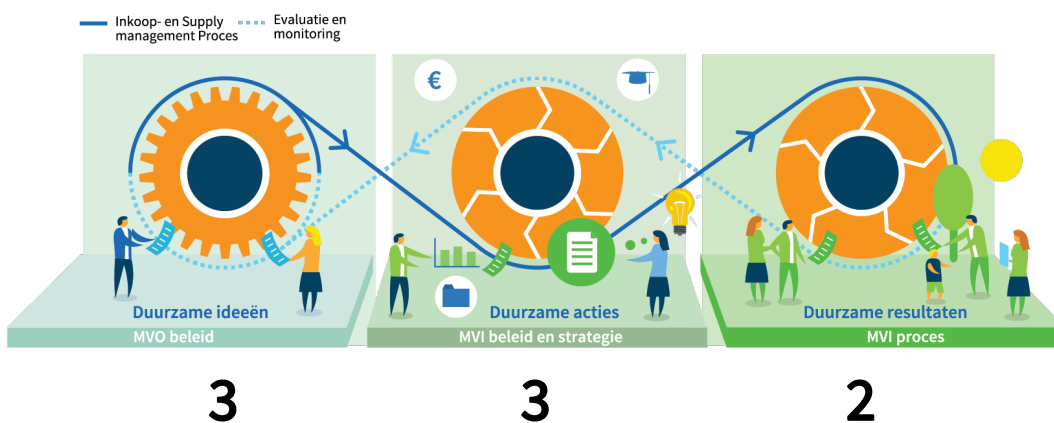 Inkoop- en Supply
management Proces
Evaluatie en
monitoring
€
Duurzame ideeën
Duurzame acties
Duurzame resultaten
MVO beleid
MVI beleid en strategie
MVI proces
3
3
2